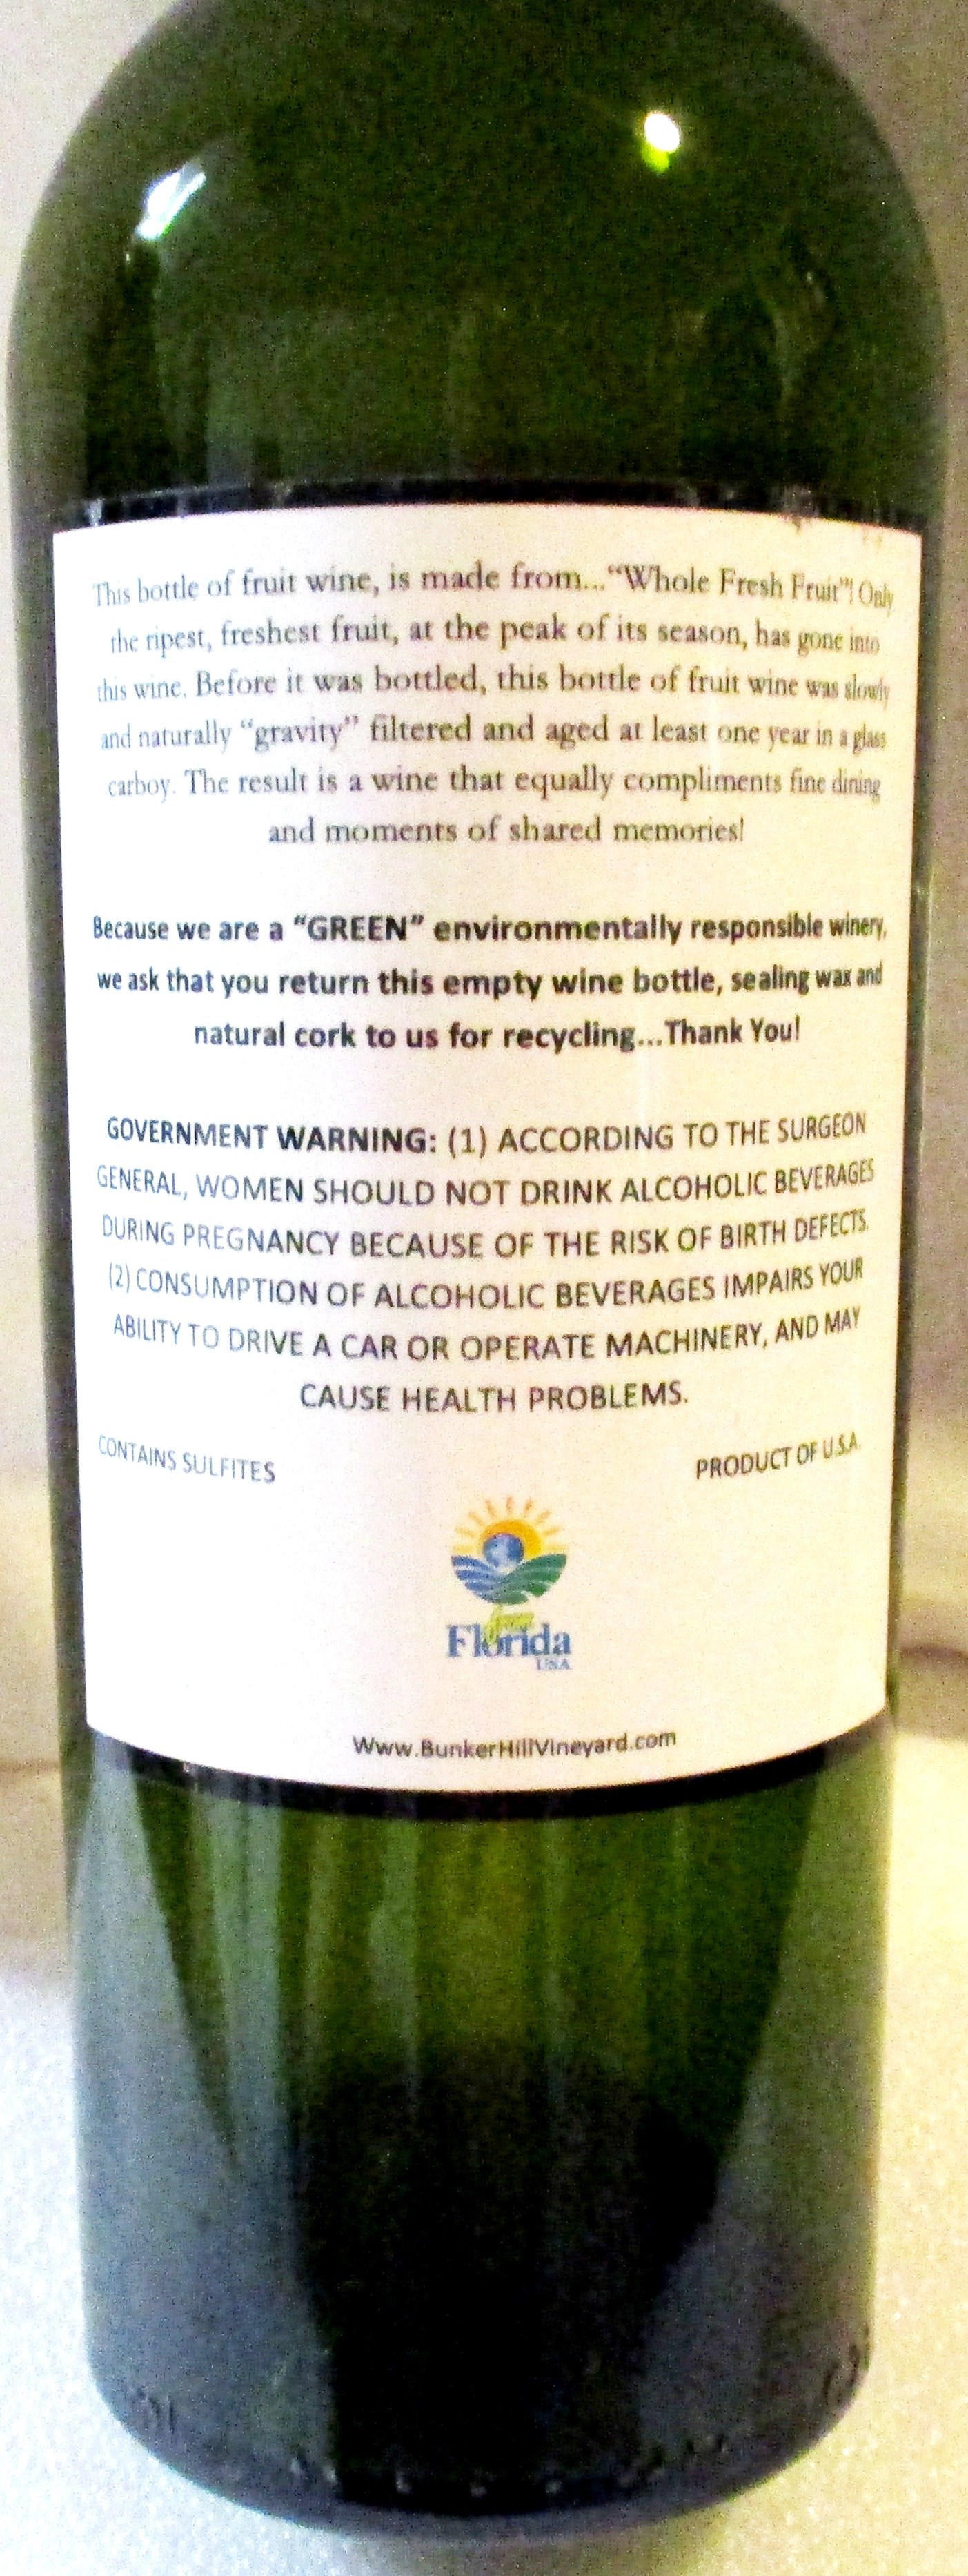 This bottle of fruit wine, is made from..."Whole Fresh Fruit"! Only
the ripest, freshest fruit, at the peak of its season, has gone into
this wine. Before it was bottled, this bottle of fruit wine was slowly
and naturally "gravity" filtered and aged at least one year in a glass
carboy. The result is a wine that equally compliments fine dining
and moments of shared memories!
Because we are a "GREEN" environmentally responsible winery,
we ask that you return this empty wine bottle, sealing wax and
natural cork to us for recycling...Thank You!
GOVERNMENT WARNING: (1) ACCORDING TO THE SURGEON
GENERAL, WOMEN SHOULD NOT DRINK ALCOHOLIC BEVERAGES
DURING PREGNANCY BECAUSE OF THE RISK OF BIRTH DEFECTS.
(2) CONSUMPTION OF ALCOHOLIC BEVERAGES IMPAIRS YOUR
ABILITY TO DRIVE A CAR OR OPERATE MACHINERY, AND MAY
CAUSE HEALTH PROBLEMS.
CONTAINS SULFITES
PRODUCT OF U.S.A.
from
Florida
USA
Www.BunkerHillVineyard.com